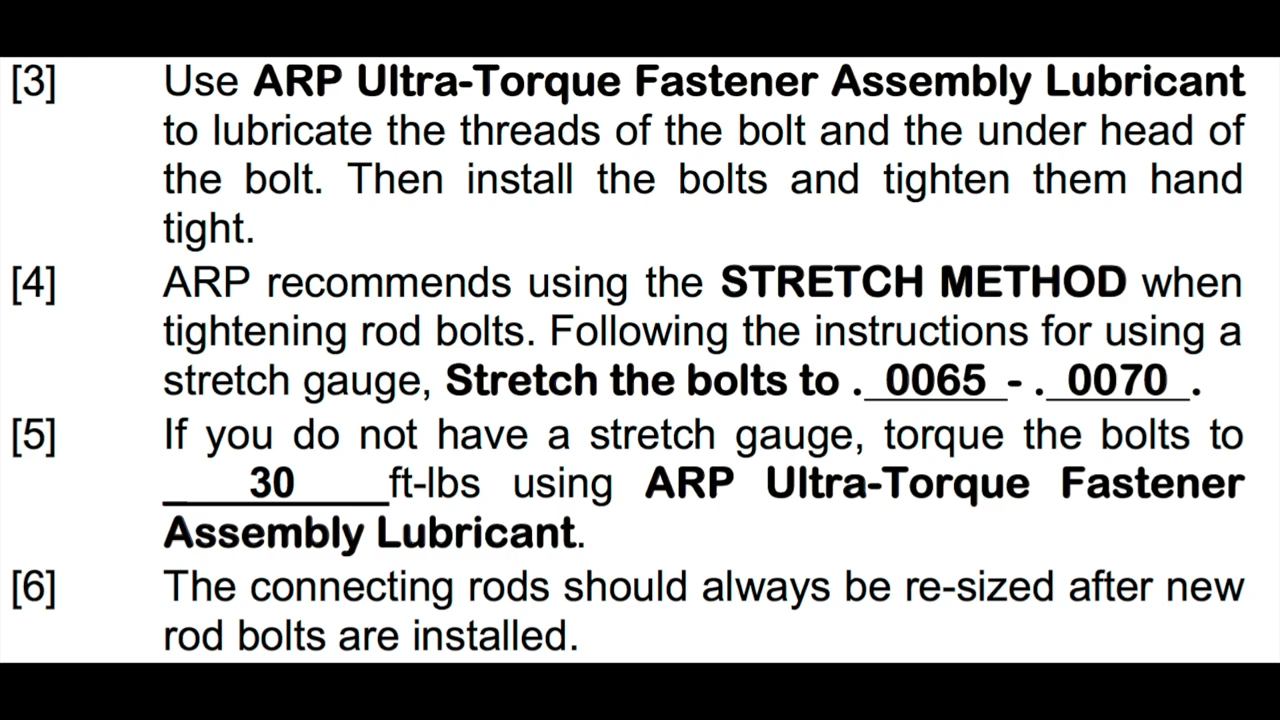 [3] Use ARP Ultra-Torque Fastener Assembly Lubricant
to lubricate the threads of the bolt and the under head of
the bolt. Then install the bolts and tighten them hand
tight.
[4] ARP recommends using the STRETCH METHOD when
tightening rod bolts. Following the instructions for using a
stretch gauge, Stretch the bolts to ._0065_- ._0070_.
[5] If you do not have a stretch gauge, torque the bolts to
____30____ft-lbs using ARP Ultra-Torque Fastener
Assembly Lubricant.
[6] The connecting rods should always be re-sized after new
rod bolts are installed.